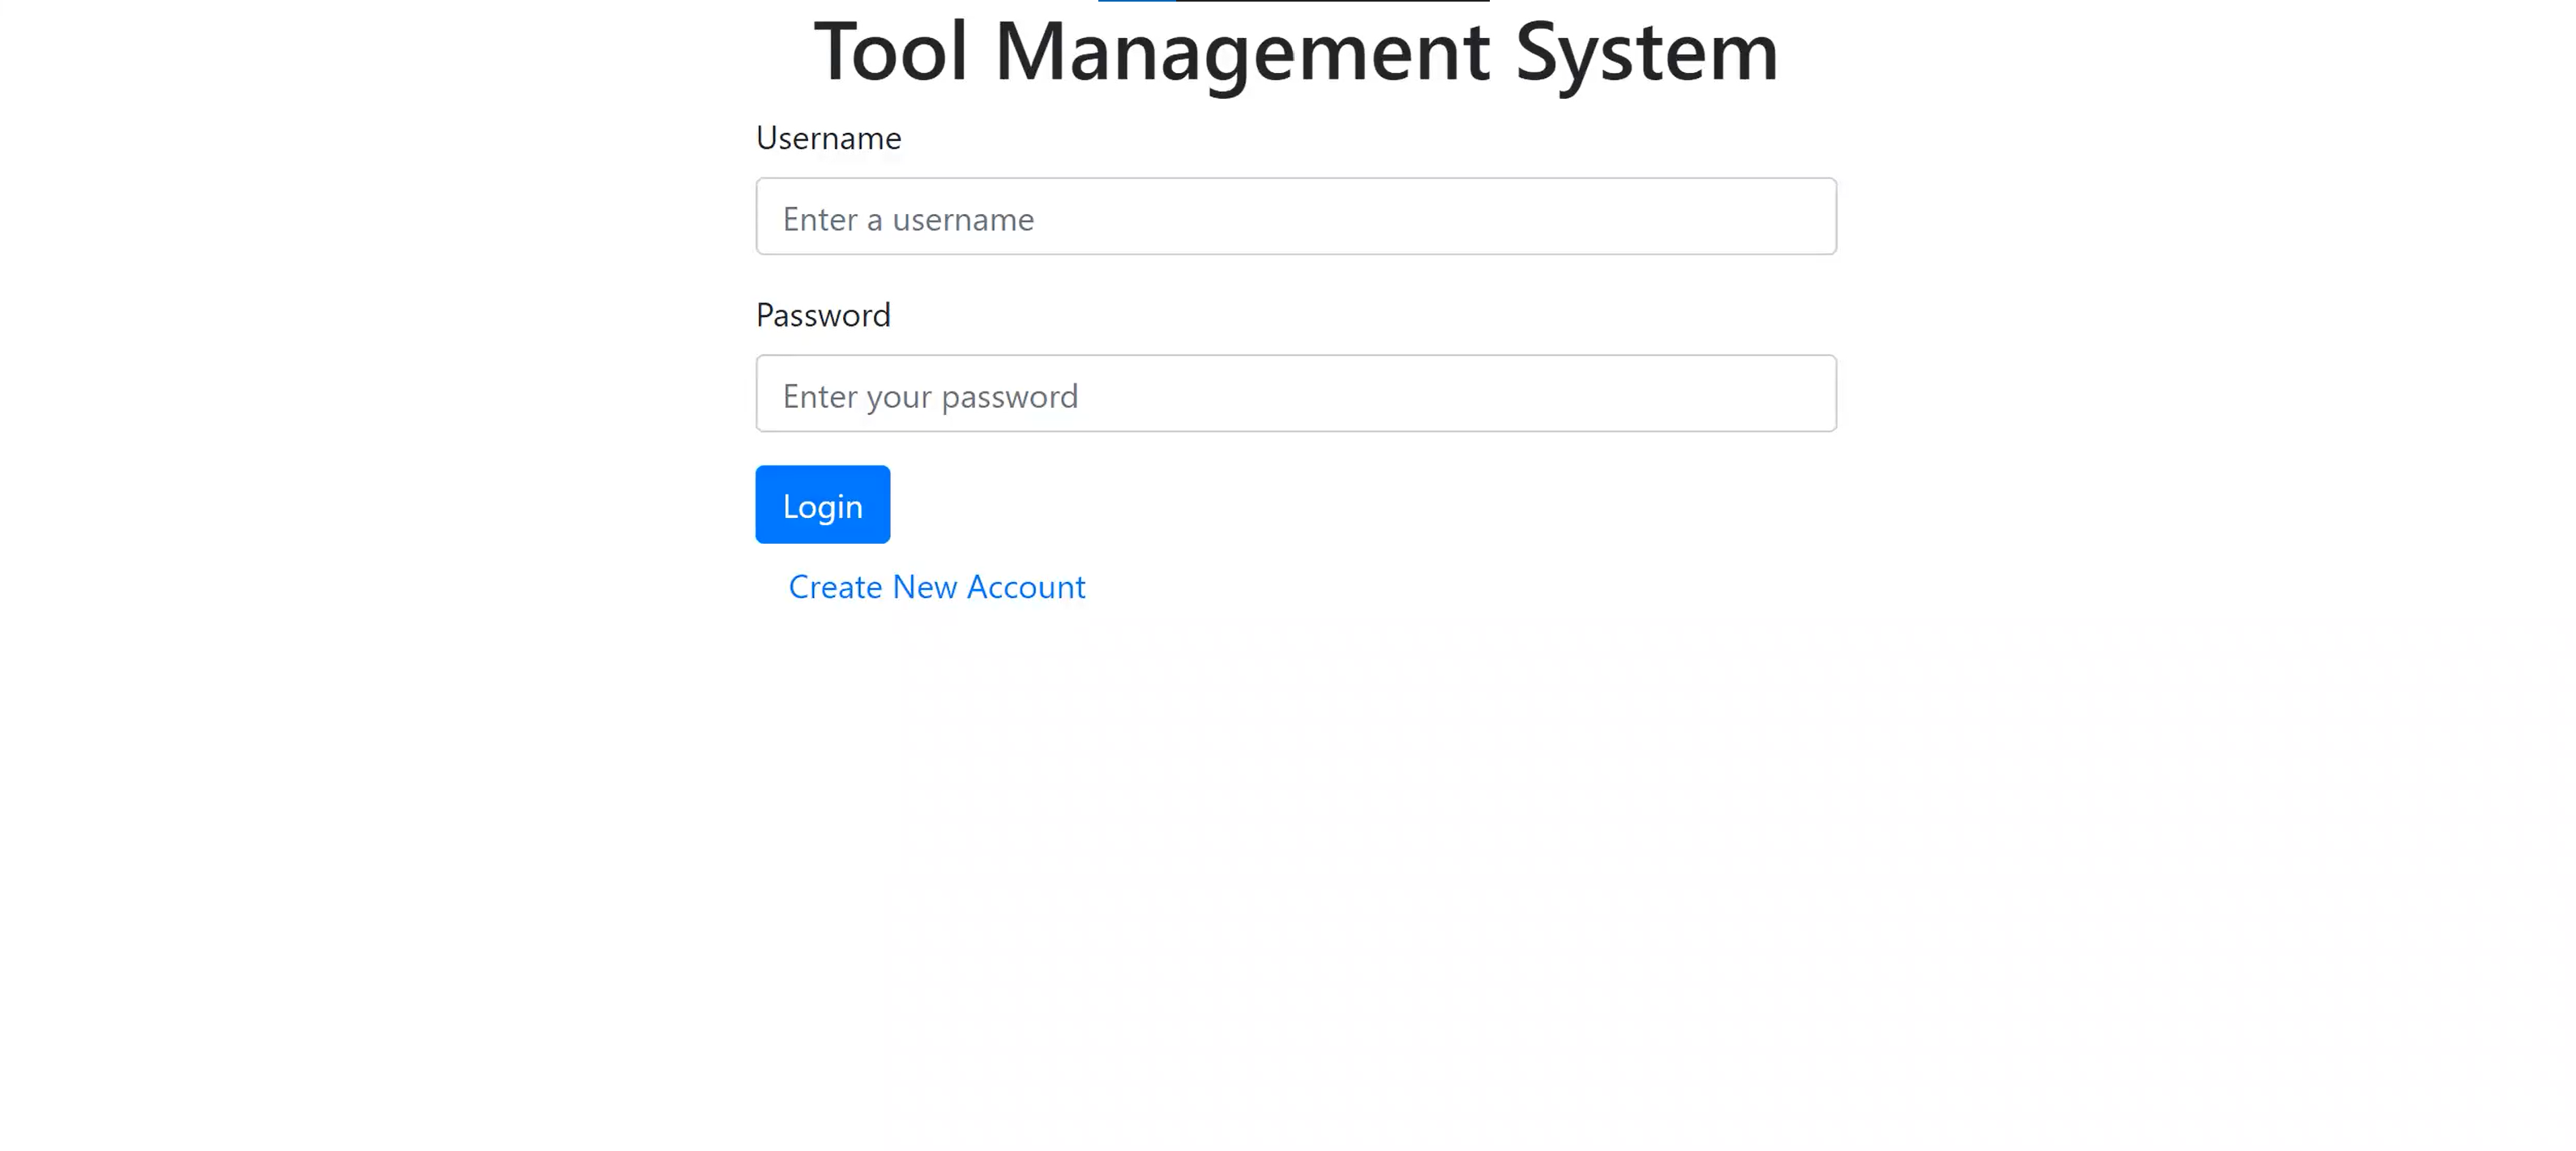 Tool Management System
Username
Enter a username
Password
Enter your password
Login
Create New Account